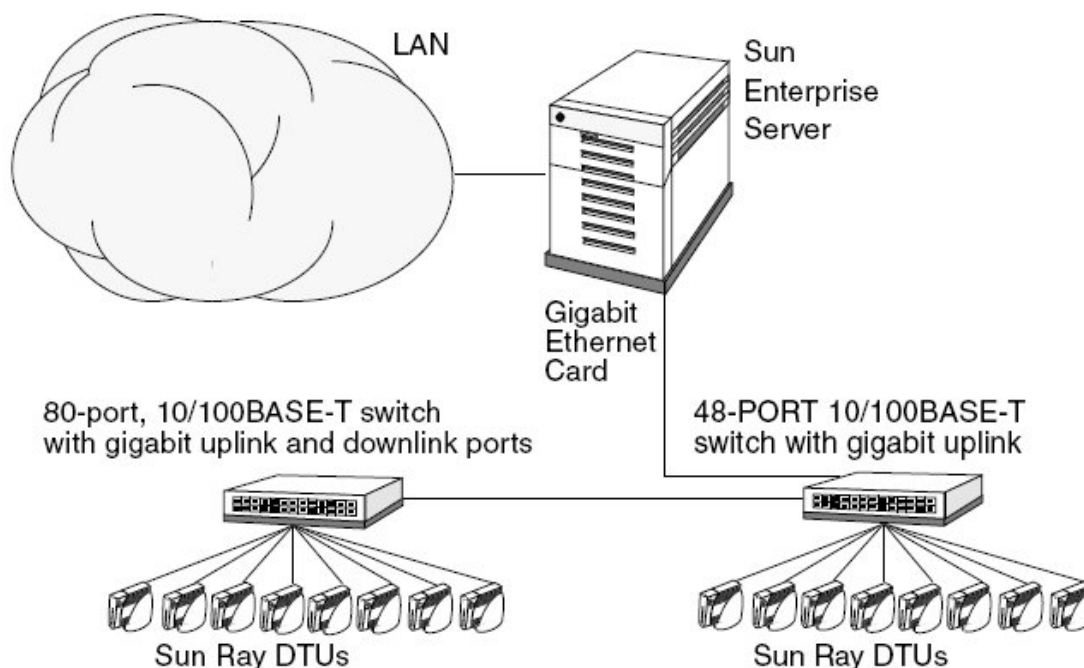 LAN
Sun
Enterprise
Server
Gigabit
Ethernet
Card
80-port, 10/100BASE-T switch
with gigabit uplink and downlink ports
48-PORT 10/100BASE-T
switch with gigabit uplink
Sun Ray DTUs
Sun Ray DTUs